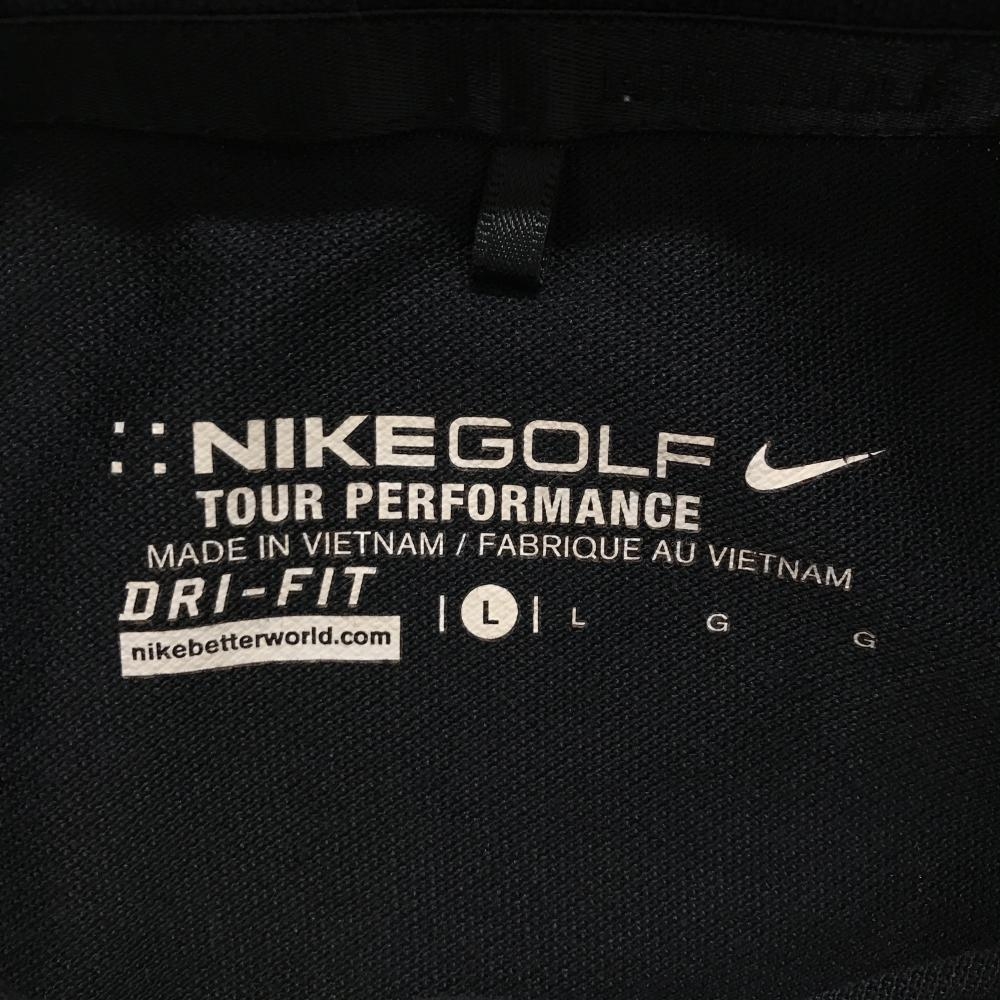 NIKEGOLF
TOUR PERFORMANCE
MADE IN VIETNAM / FABRIQUE AU VIETNAM
DRI-FIT
nikebetterworld.com
| L | L G G